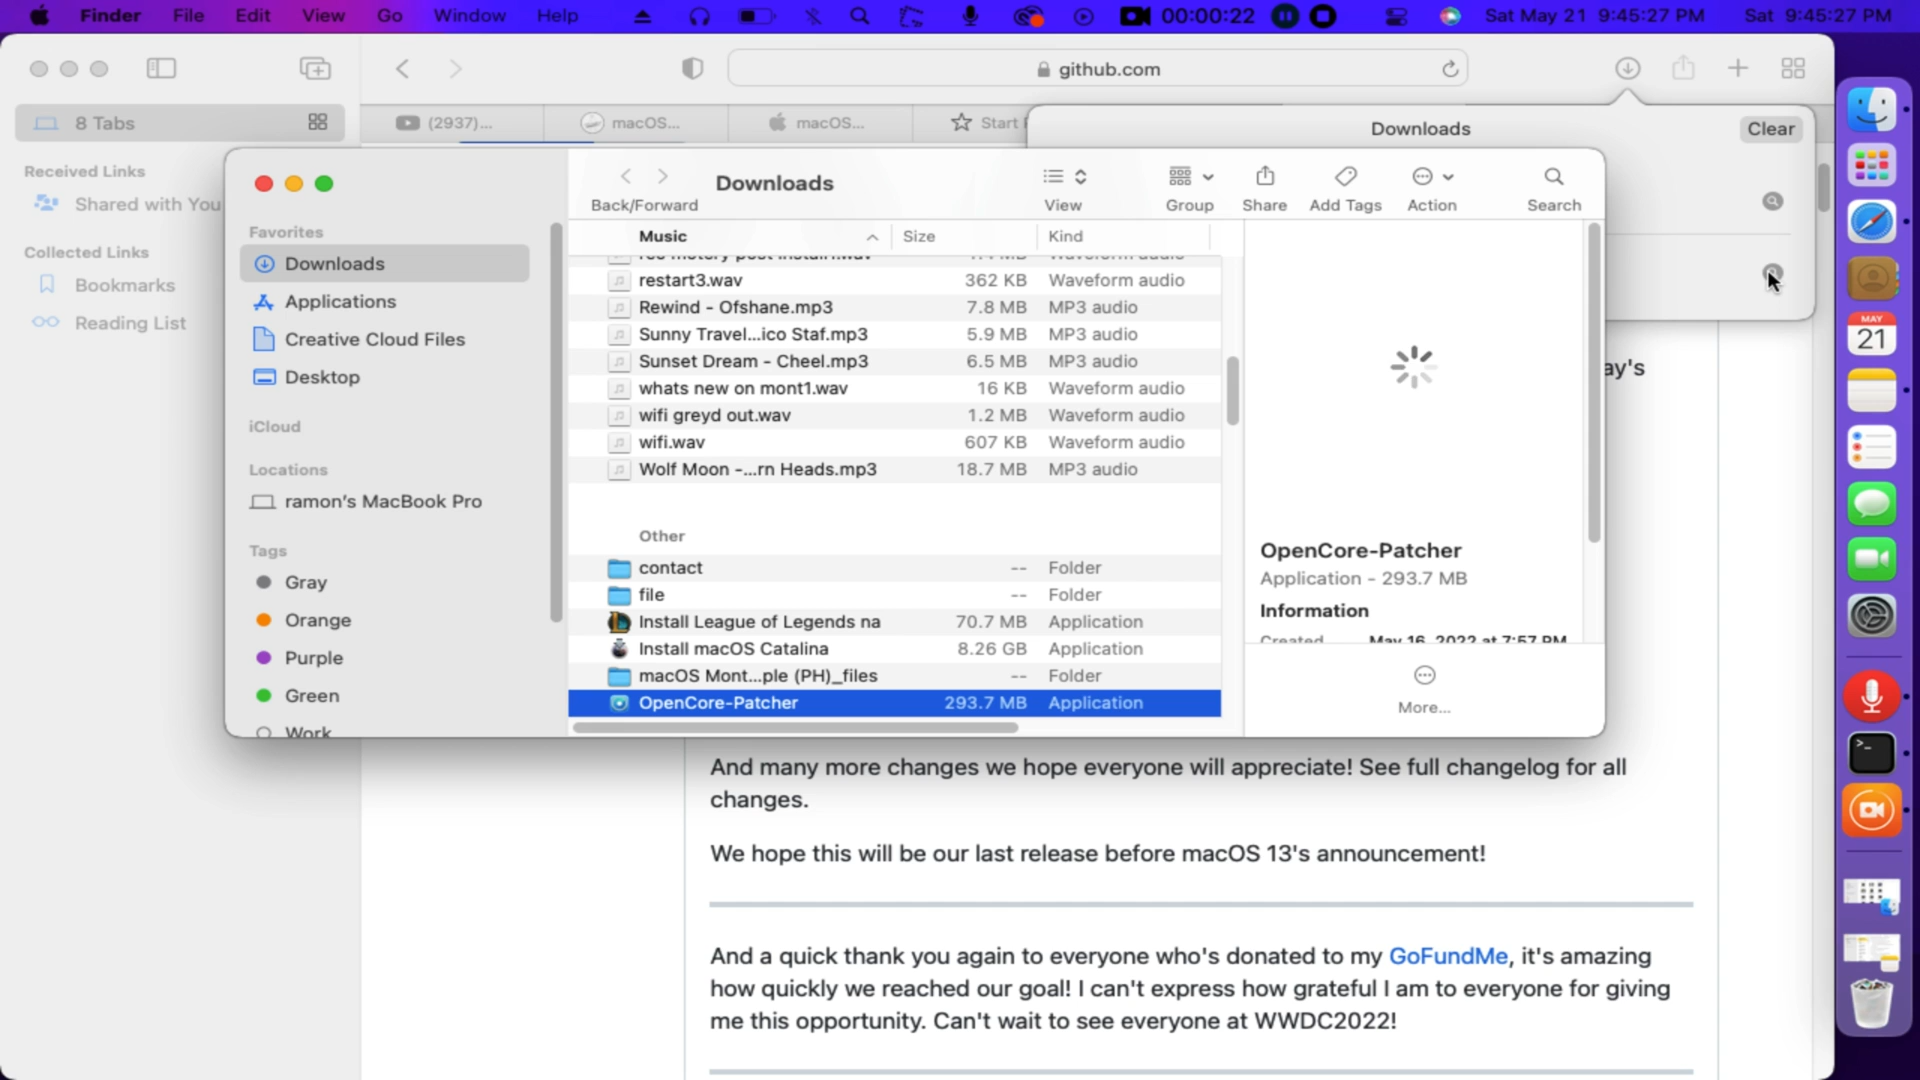 Finder File Edit View Go Window Help 00:00:22 Sat May 21 9:45:27 PM Sat 9:45:27 PM
github.com
8 Tabs
(2937)... macOS... macOS... Start
Downloads Clear
Received Links
Shared with You
Collected Links
Bookmarks
Reading List
Favorites
Downloads
Applications
Creative Cloud Files
Desktop
iCloud
Locations
ramon's MacBook Pro
Tags
Gray
Orange
Purple
Green
Work
Downloads
Back/Forward View Group Share Add Tags Action Search
Music Size Kind
restart3.wav 362 KB Waveform audio
Rewind - Ofshane.mp3 7.8 MB MP3 audio
Sunny Travel...ico Staf.mp3 5.9 MB MP3 audio
Sunset Dream - Cheel.mp3 6.5 MB MP3 audio
whats new on mont1.wav 16 KB Waveform audio
wifi greyd out.wav 1.2 MB Waveform audio
wifi.wav 607 KB Waveform audio
Wolf Moon -...rn Heads.mp3 18.7 MB MP3 audio
Other
contact -- Folder
file -- Folder
Install League of Legends na 70.7 MB Application
Install macOS Catalina 8.26 GB Application
macOS Mont...ple (PH)_files -- Folder
OpenCore-Patcher 293.7 MB Application
OpenCore-Patcher
Application - 293.7 MB
Information
Created May 16, 2022 at 7:57 PM
More...
ay's
And many more changes we hope everyone will appreciate! See full changelog for all
changes.
We hope this will be our last release before macOS 13's announcement!
And a quick thank you again to everyone who's donated to my GoFundMe, it's amazing
how quickly we reached our goal! I can't express how grateful I am to everyone for giving
me this opportunity. Can't wait to see everyone at WWDC2022!
MAY
21